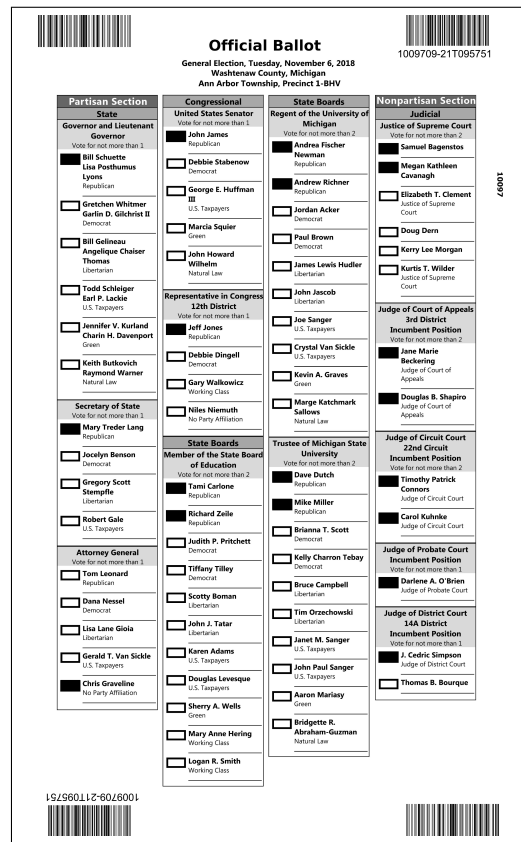 Official Ballot
General Election, Tuesday, November 6, 2018
Washtenaw County, Michigan
Ann Arbor Township, Precinct 1-BHV
1009709-21T095751
10097
Partisan Section
State
Governor and Lieutenant
Governor
Vote for not more than 1
Bill Schuette
Lisa Posthumus
Lyons
Republican
Gretchen Whitmer
Garlin D. Gilchrist II
Democrat
Bill Gelineau
Angelique Chaiser
Thomas
Libertarian
Todd Schleiger
Earl P. Lackie
U.S. Taxpayers
Jennifer V. Kurland
Charin H. Davenport
Green
Keith Butkovich
Raymond Warner
Natural Law
Secretary of State
Vote for not more than 1
Mary Treder Lang
Republican
Jocelyn Benson
Democrat
Gregory Scott
Stempfle
Libertarian
Robert Gale
U.S. Taxpayers
Attorney General
Vote for not more than 1
Tom Leonard
Republican
Dana Nessel
Democrat
Lisa Lane Gioia
Libertarian
Gerald T. Van Sickle
U.S. Taxpayers
Chris Graveline
No Party Affiliation
Congressional
United States Senator
Vote for not more than 1
John James
Republican
Debbie Stabenow
Democrat
George E. Huffman
III
U.S. Taxpayers
Marcia Squier
Green
John Howard
Wilhelm
Natural Law
Representative in Congress
12th District
Vote for not more than 1
Jeff Jones
Republican
Debbie Dingell
Democrat
Gary Walkowicz
Working Class
Niles Niemuth
No Party Affiliation
State Boards
Member of the State Board
of Education
Vote for not more than 2
Tami Carlone
Republican
Richard Zeile
Republican
Judith P. Pritchett
Democrat
Tiffany Tilley
Democrat
Scotty Boman
Libertarian
John J. Tatar
Libertarian
Karen Adams
U.S. Taxpayers
Douglas Levesque
U.S. Taxpayers
Sherry A. Wells
Green
Mary Anne Hering
Working Class
Logan R. Smith
Working Class
State Boards
Regent of the University of
Michigan
Vote for not more than 2
Andrea Fischer
Newman
Republican
Andrew Richner
Republican
Jordan Acker
Democrat
Paul Brown
Democrat
James Lewis Hudler
Libertarian
John Jascob
Libertarian
Joe Sanger
U.S. Taxpayers
Crystal Van Sickle
U.S. Taxpayers
Kevin A. Graves
Green
Marge Katchmark
Sallows
Natural Law
Trustee of Michigan State
University
Vote for not more than 2
Dave Dutch
Republican
Mike Miller
Republican
Brianna T. Scott
Democrat
Kelly Charron Tebay
Democrat
Bruce Campbell
Libertarian
Tim Orzechowski
Libertarian
Janet M. Sanger
U.S. Taxpayers
John Paul Sanger
U.S. Taxpayers
Aaron Mariasy
Green
Bridgette R.
Abraham-Guzman
Natural Law
Nonpartisan Section
Judicial
Justice of Supreme Court
Vote for not more than 2
Samuel Bagenstos
Megan Kathleen
Cavanagh
Elizabeth T. Clement
Justice of Supreme
Court
Doug Dern
Kerry Lee Morgan
Kurtis T. Wilder
Justice of Supreme
Court
Judge of Court of Appeals
3rd District
Incumbent Position
Vote for not more than 2
Jane Marie
Beckering
Judge of Court of
Appeals
Douglas B. Shapiro
Judge of Court of
Appeals
Judge of Circuit Court
22nd Circuit
Incumbent Position
Vote for not more than 2
Timothy Patrick
Connors
Judge of Circuit Court
Carol Kuhnke
Judge of Circuit Court
Judge of Probate Court
Incumbent Position
Vote for not more than 1
Darlene A. O'Brien
Judge of Probate Court
Judge of District Court
14A District
Incumbent Position
Vote for not more than 1
J. Cedric Simpson
Judge of District Court
Thomas B. Bourque
1009709-21T095751